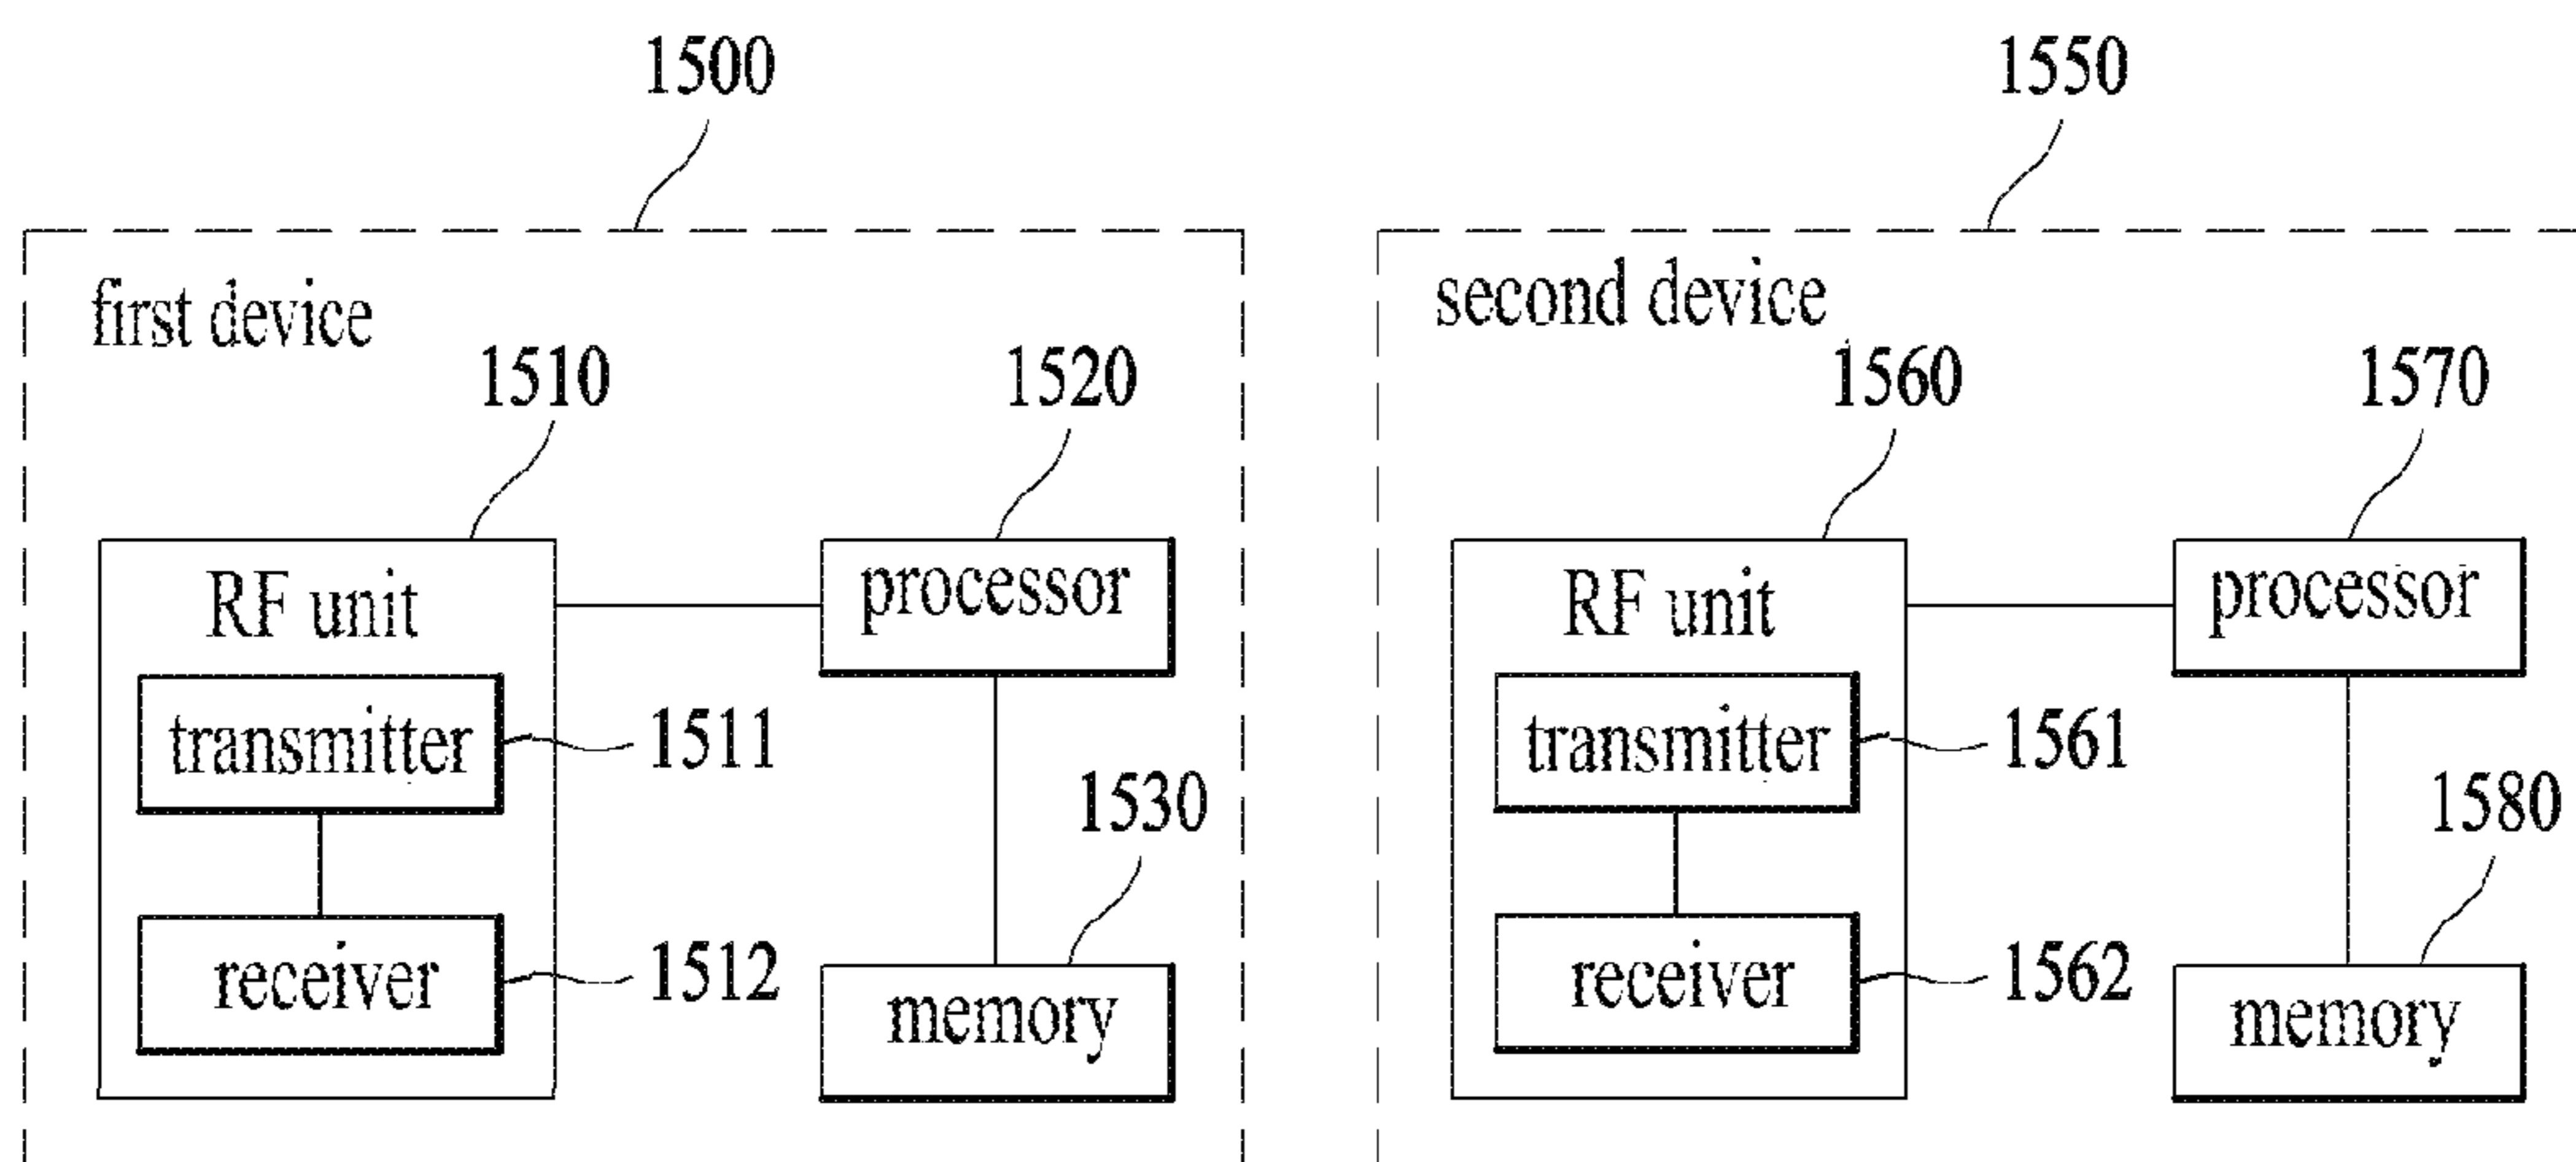 1500
1550
first device
second device
1510
1520
1560
1570
RF unit
processor
RF unit
processor
transmitter
1511
transmitter
1561
1530
1580
receiver
1512
receiver
1562
memory
memory